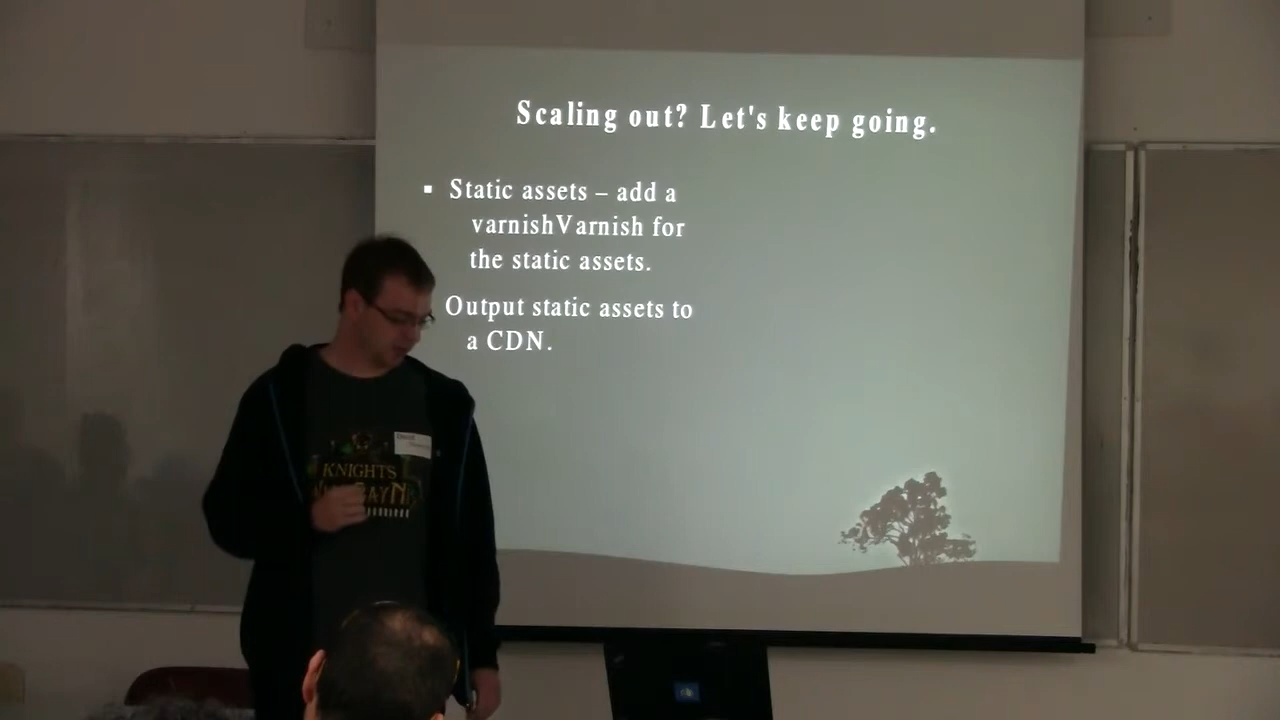 Scaling out? Let's keep going.
▪ Static assets – add a
varnishVarnish for
the static assets.
Output static assets to
a CDN.
KNIGHTS